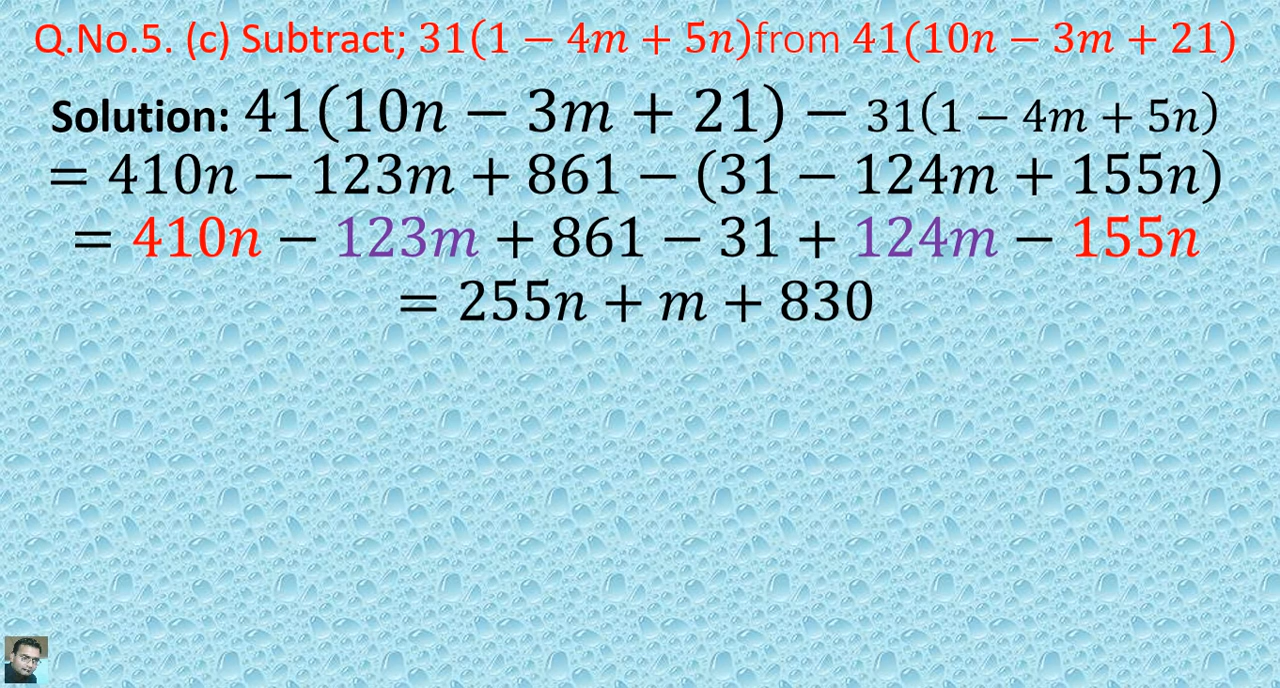 Q.No.5. (c) Subtract; 31(1 − 4m + 5n)from 41(10n − 3m + 21)
Solution: 41(10n − 3m + 21) − 31(1 − 4m + 5n)
= 410n − 123m + 861 − (31 − 124m + 155n)
= 410n − 123m + 861 − 31 + 124m − 155n
= 255n + m + 830